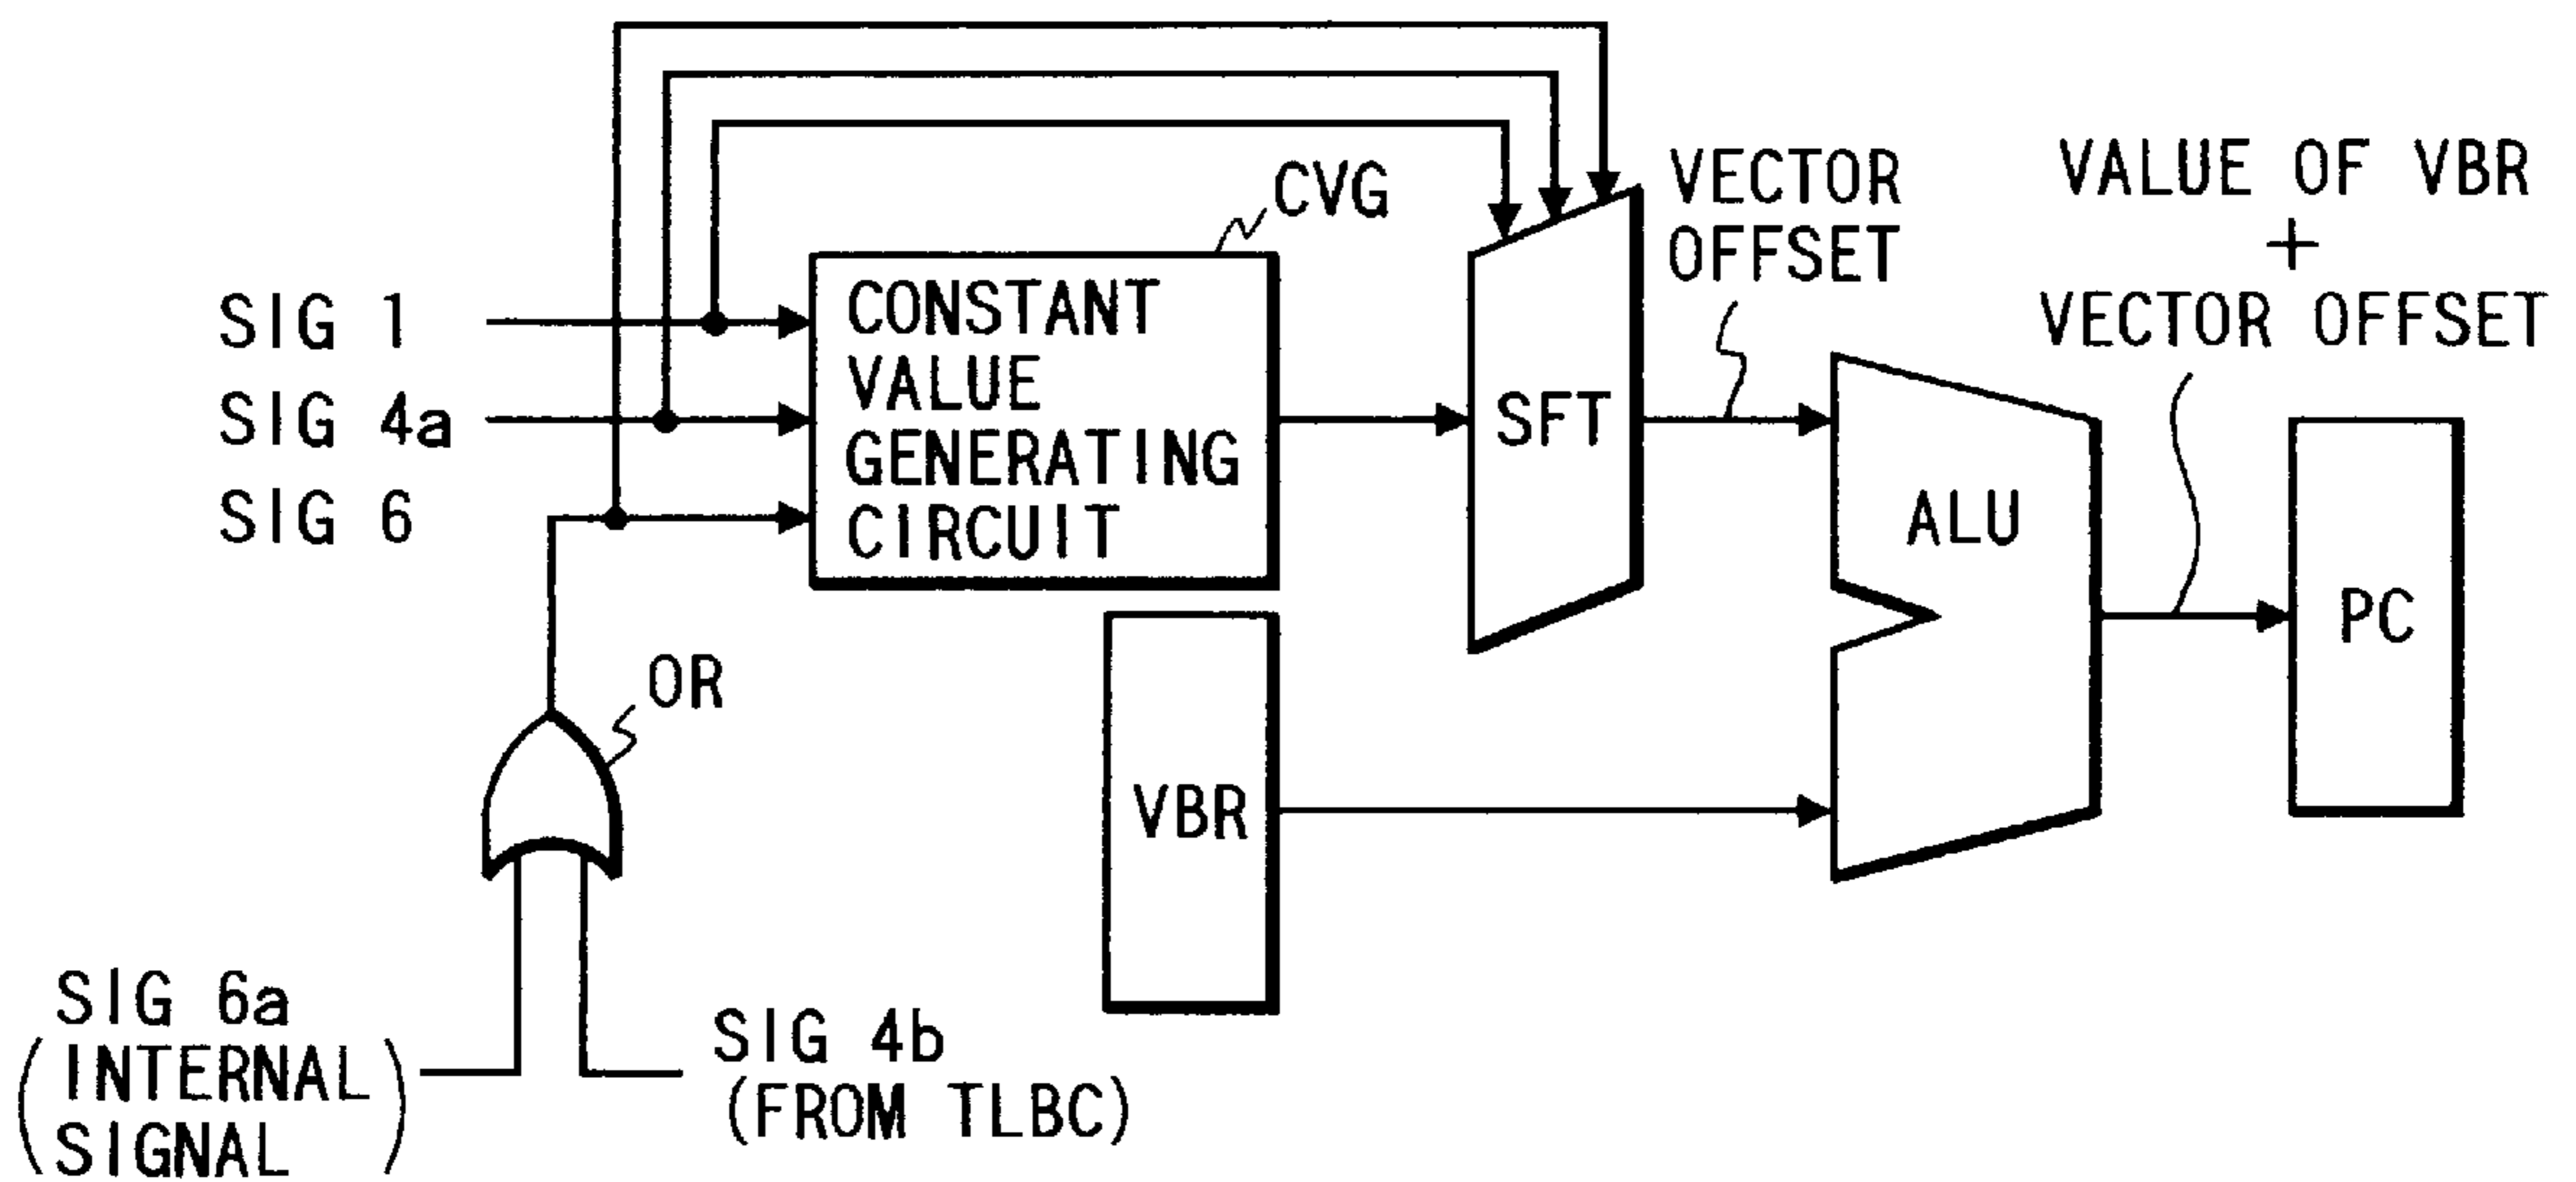 CVG
VECTOR
OFFSET
VALUE OF VBR
+
VECTOR OFFSET
SIG 1
SIG 4a
SIG 6
CONSTANT
VALUE
GENERATING
CIRCUIT
SFT
ALU
PC
OR
VBR
SIG 6a
(INTERNAL
SIGNAL)
SIG 4b
(FROM TLBC)